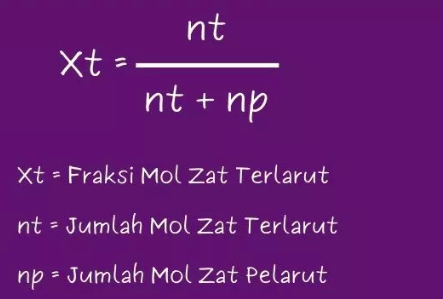 nt
Xt =
nt + np
Xt = Fraksi Mol Zat Terlarut
nt = Jumlah Mol Zat Terlarut
np = Jumlah Mol Zat Pelarut